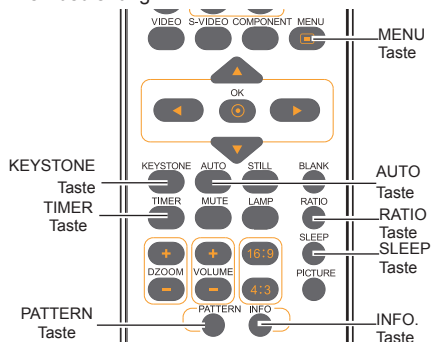 VIDEO S-VIDEO COMPONENT MENU
MENU
Taste
OK
KEYSTONE
Taste
KEYSTONE AUTO STILL BLANK
AUTO
Taste
TIMER
Taste
TIMER MUTE LAMP RATIO
RATIO
Taste
SLEEP
SLEEP
Taste
+ + 16:9
DZOOM VOLUME PICTURE
- - 4:3
PATTERN
Taste
PATTERN INFO
INFO.
Taste